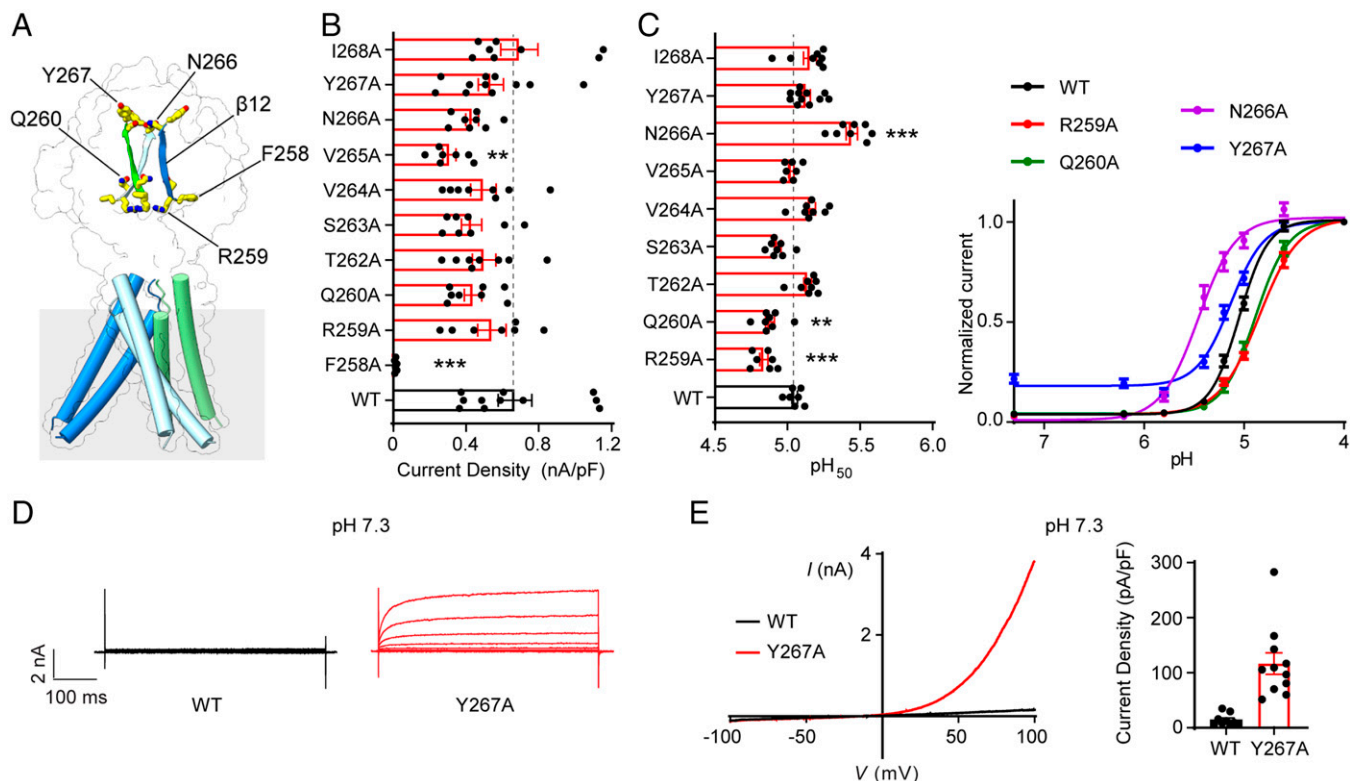 A
Y267
N266
Q260
β12
F258
R259
B
I268A
Y267A
N266A
V265A
**
V264A
S263A
T262A
Q260A
R259A
F258A
***
WT
0
0.4
0.8
1.2
Current Density (nA/pF)
C
I268A
Y267A
N266A
***
V265A
V264A
S263A
T262A
Q260A
**
R259A
***
WT
4.5
5.0
5.5
6.0
pH50
WT
R259A
Q260A
N266A
Y267A
Normalized current
1.0
0.5
0.0
7
6
5
4
pH
D
pH 7.3
2 nA
100 ms
WT
Y267A
E
pH 7.3
I (nA)
4
2
WT
Y267A
-100
-50
50
100
V (mV)
Current Density (pA/pF)
300
200
100
0
WT
Y267A